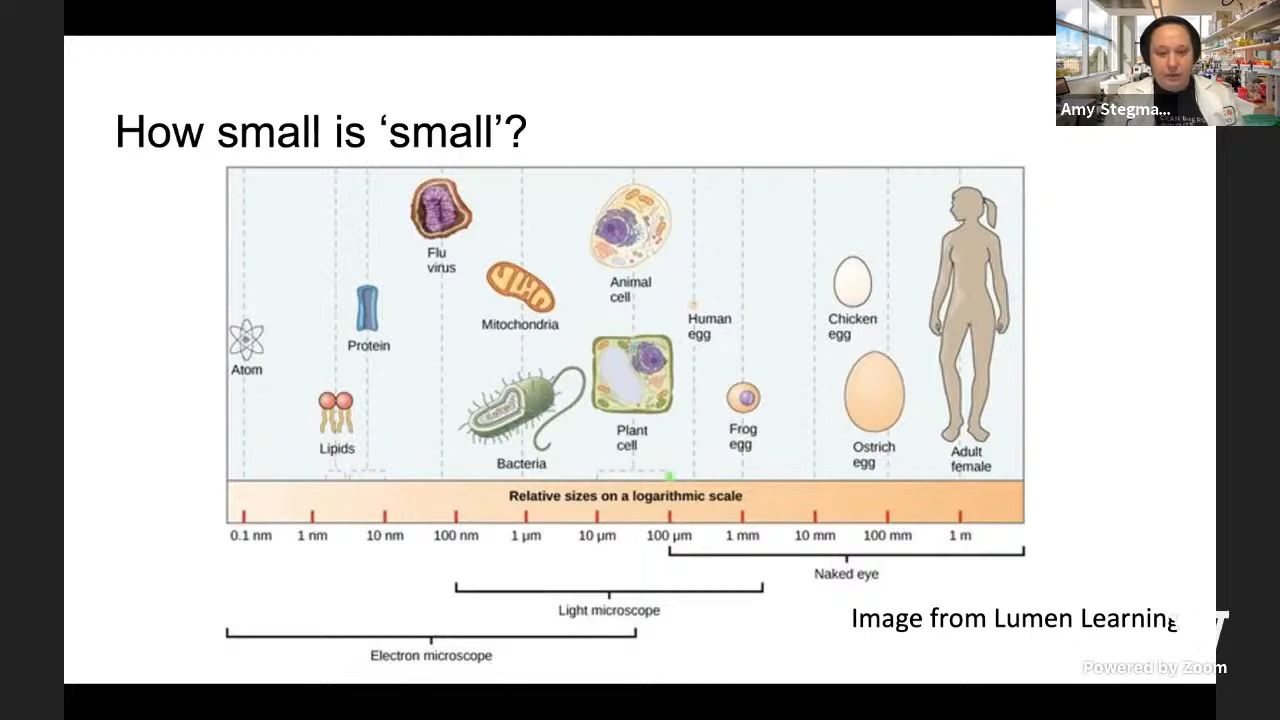 Amy Stegma...
How small is ‘small’?
Flu
virus
Animal
cell
Mitochondria
Human
egg
Chicken
egg
Protein
Atom
Lipids
Bacteria
Plant
cell
Frog
egg
Ostrich
egg
Adult
female
Relative sizes on a logarithmic scale
0.1 nm 1 nm 10 nm 100 nm 1 µm 10 µm 100 µm 1 mm 10 mm 100 mm 1 m
Naked eye
Light microscope
Electron microscope
Image from Lumen Learning
Powered by Zoom